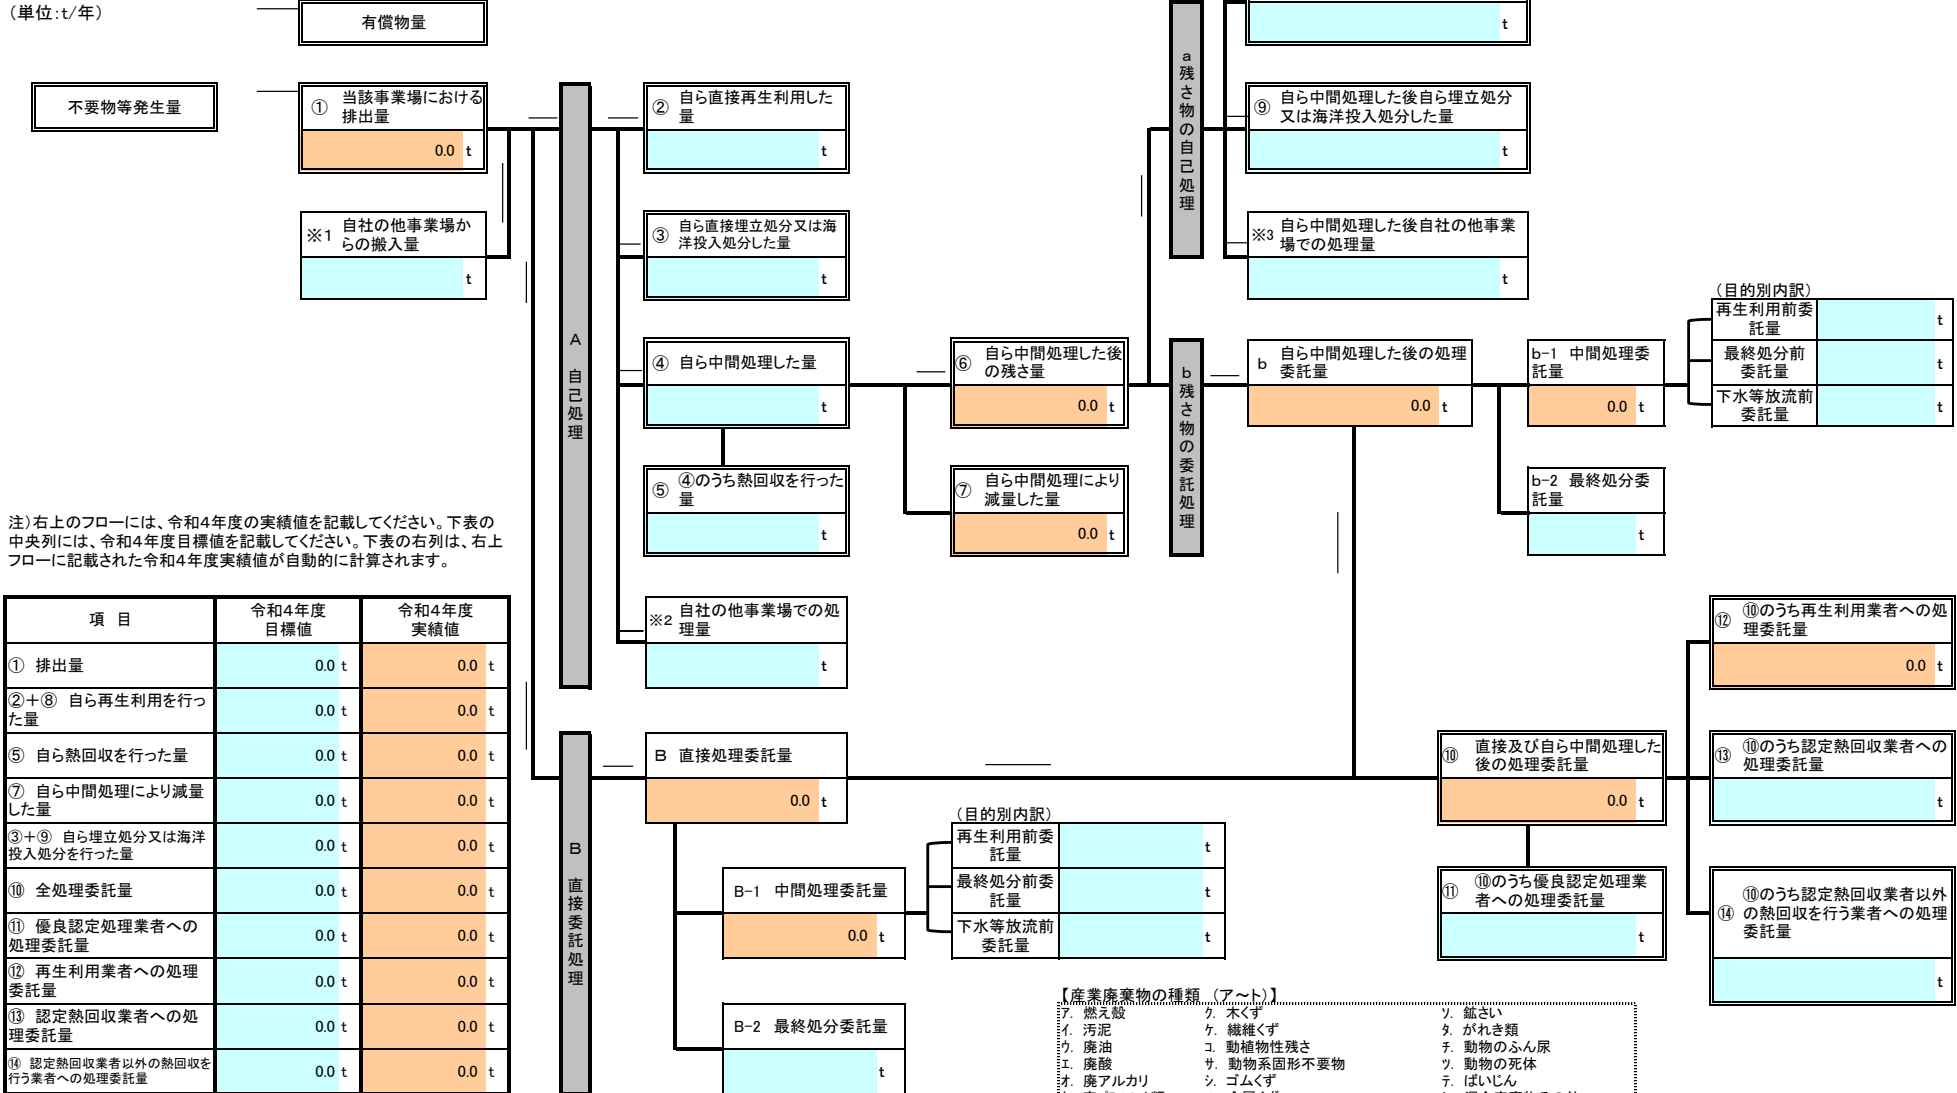 (単位:t/年)
有償物量
t
不要物等発生量
① 当該事業場における
排出量
0.0 t
② 自ら直接再生利用した
量
t
a 残さ物の自己処理
⑨ 自ら中間処理した後自ら埋立処分
又は海洋投入処分した量
t
※1 自社の他事業場か
らの搬入量
t
③ 自ら直接埋立処分又は海
洋投入処分した量
t
※3 自ら中間処理した後自社の他事業
場での処理量
t
A 自己処理
④ 自ら中間処理した量
t
⑥ 自ら中間処理した後
の残さ量
0.0 t
b 残さ物の委託処理
b 自ら中間処理した後の処理
委託量
0.0 t
b-1 中間処理委
託量
0.0 t
(目的別内訳)
再生利用前委
託量
t
最終処分前
委託量
t
下水等放流前
委託量
t
⑤ ④のうち熱回収を行った
量
t
⑦ 自ら中間処理により
減量した量
0.0 t
b-2 最終処分委
託量
t
注)右上のフローには、令和4年度の実績値を記載してください。下表の
中央列には、令和4年度目標値を記載してください。下表の右列は、右上
フローに記載された令和4年度実績値が自動的に計算されます。
※2 自社の他事業場での処
理量
t
項 目
令和4年度
目標値
令和4年度
実績値
① 排出量
0.0 t 0.0 t
②+⑧ 自ら再生利用を行っ
た量
0.0 t 0.0 t
⑤ 自ら熱回収を行った量
0.0 t 0.0 t
⑦ 自ら中間処理により減量
した量
0.0 t 0.0 t
③+⑨ 自ら埋立処分又は海洋
投入処分を行った量
0.0 t 0.0 t
⑩ 全処理委託量
0.0 t 0.0 t
⑪ 優良認定処理業者への
処理委託量
0.0 t 0.0 t
⑫ 再生利用業者への処理
委託量
0.0 t 0.0 t
⑬ 認定熱回収業者への処
理委託量
0.0 t 0.0 t
⑭ 認定熱回収業者以外の熱回収を
行う業者への処理委託量
0.0 t 0.0 t
B 直接委託処理
B 直接処理委託量
0.0 t
B-1 中間処理委託量
0.0 t
(目的別内訳)
再生利用前委
託量
t
最終処分前委
託量
t
下水等放流前
委託量
t
B-2 最終処分委託量
t
⑩ 直接及び自ら中間処理した
後の処理委託量
0.0 t
⑪ ⑩のうち優良認定処理業
者への処理委託量
t
⑫ ⑩のうち再生利用業者への処
理委託量
0.0 t
⑬ ⑩のうち認定熱回収業者への
処理委託量
t
⑭ ⑩のうち認定熱回収業者以外
の熱回収を行う業者への処理
委託量
t
【産業廃棄物の種類 (ア~ト)】
ア. 燃え殻 ク. 木くず ソ. 鉱さい
イ. 汚泥 ケ. 繊維くず タ. がれき類
ウ. 廃油 コ. 動植物性残さ チ. 動物のふん尿
エ. 廃酸 サ. 動物系固形不要物 ツ. 動物の死体
オ. 廃アルカリ シ. ゴムくず テ. ばいじん